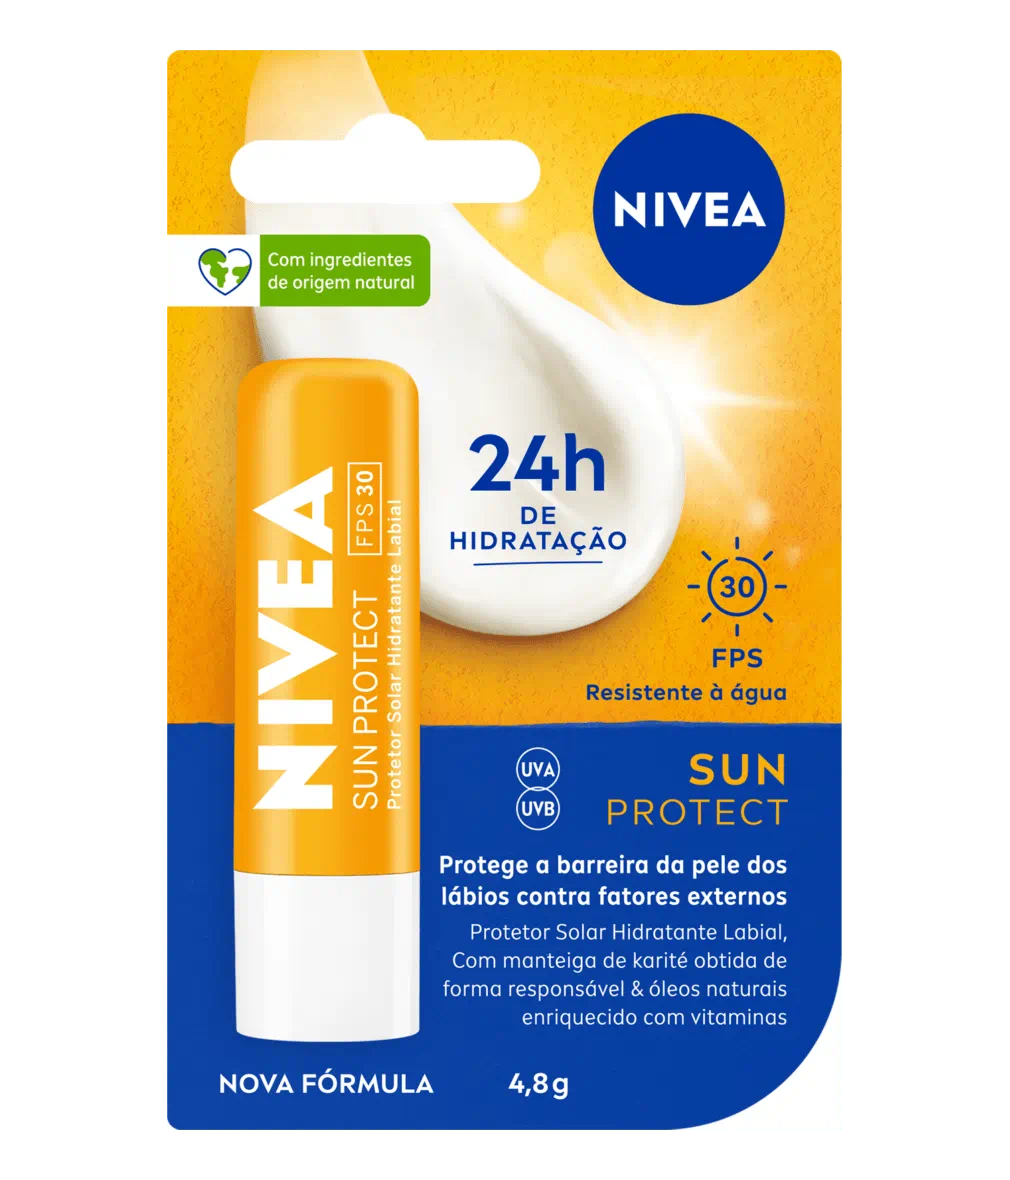 NIVEA
Com ingredientes
de origem natural
24h
DE
HIDRATAÇÃO
30
FPS
Resistente à água
NIVEA
SUN PROTECT FPS 30
Protetor Solar Hidratante Labial
UVA
UVB
SUN
PROTECT
Protege a barreira da pele dos
lábios contra fatores externos
Protetor Solar Hidratante Labial,
Com manteiga de karité obtida de
forma responsável & óleos naturais
enriquecido com vitaminas
NOVA FÓRMULA
4,8g